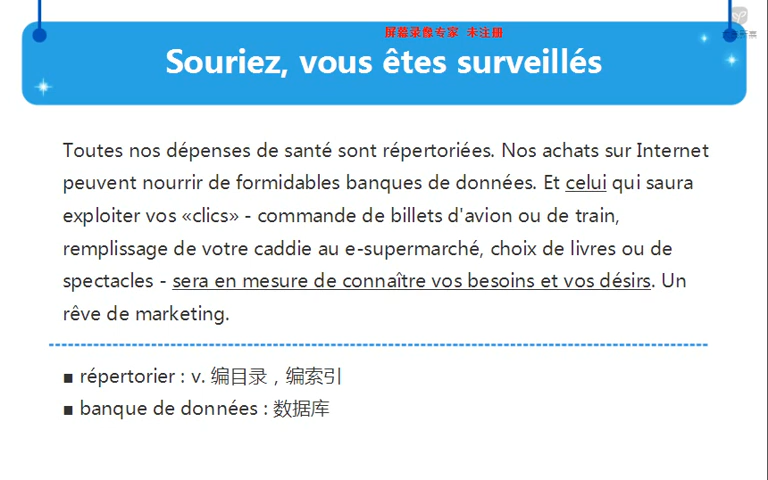 屏幕录像专家 未注册
Souriez, vous êtes surveillés
Toutes nos dépenses de santé sont répertoriées. Nos achats sur Internet
peuvent nourrir de formidables banques de données. Et celui qui saura
exploiter vos «clics» - commande de billets d'avion ou de train,
remplissage de votre caddie au e-supermarché, choix de livres ou de
spectacles - sera en mesure de connaître vos besoins et vos désirs. Un
rêve de marketing.
■ répertorier : v. 编目录，编索引
■ banque de données : 数据库